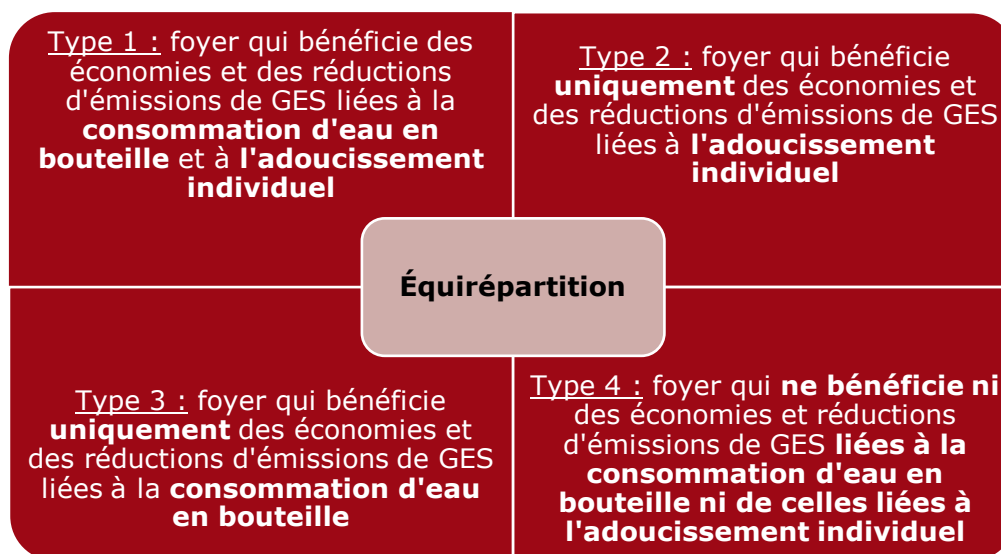 Type 1 : foyer qui bénéficie des
économies et des réductions
d'émissions de GES liées à la
consommation d'eau en
bouteille et à l'adoucissement
individuel
Type 2 : foyer qui bénéficie
uniquement des économies et
des réductions d'émissions de GES
liées à l'adoucissement
individuel
Équirépartition
Type 3 : foyer qui bénéficie
uniquement des économies et
des réductions d'émissions de GES
liées à la consommation d'eau
en bouteille
Type 4 : foyer qui ne bénéficie ni
des économies et réductions
d'émissions de GES liées à la
consommation d'eau en
bouteille ni de celles liées à
l'adoucissement individuel